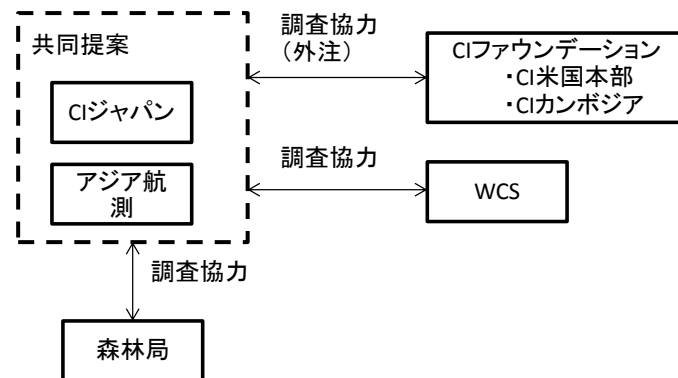 共同提案
CIジャパン
アジア航
測
調査協力
（外注）
CIファウンデーション
・CI米国本部
・CIカンボジア
調査協力
WCS
調査協力
森林局